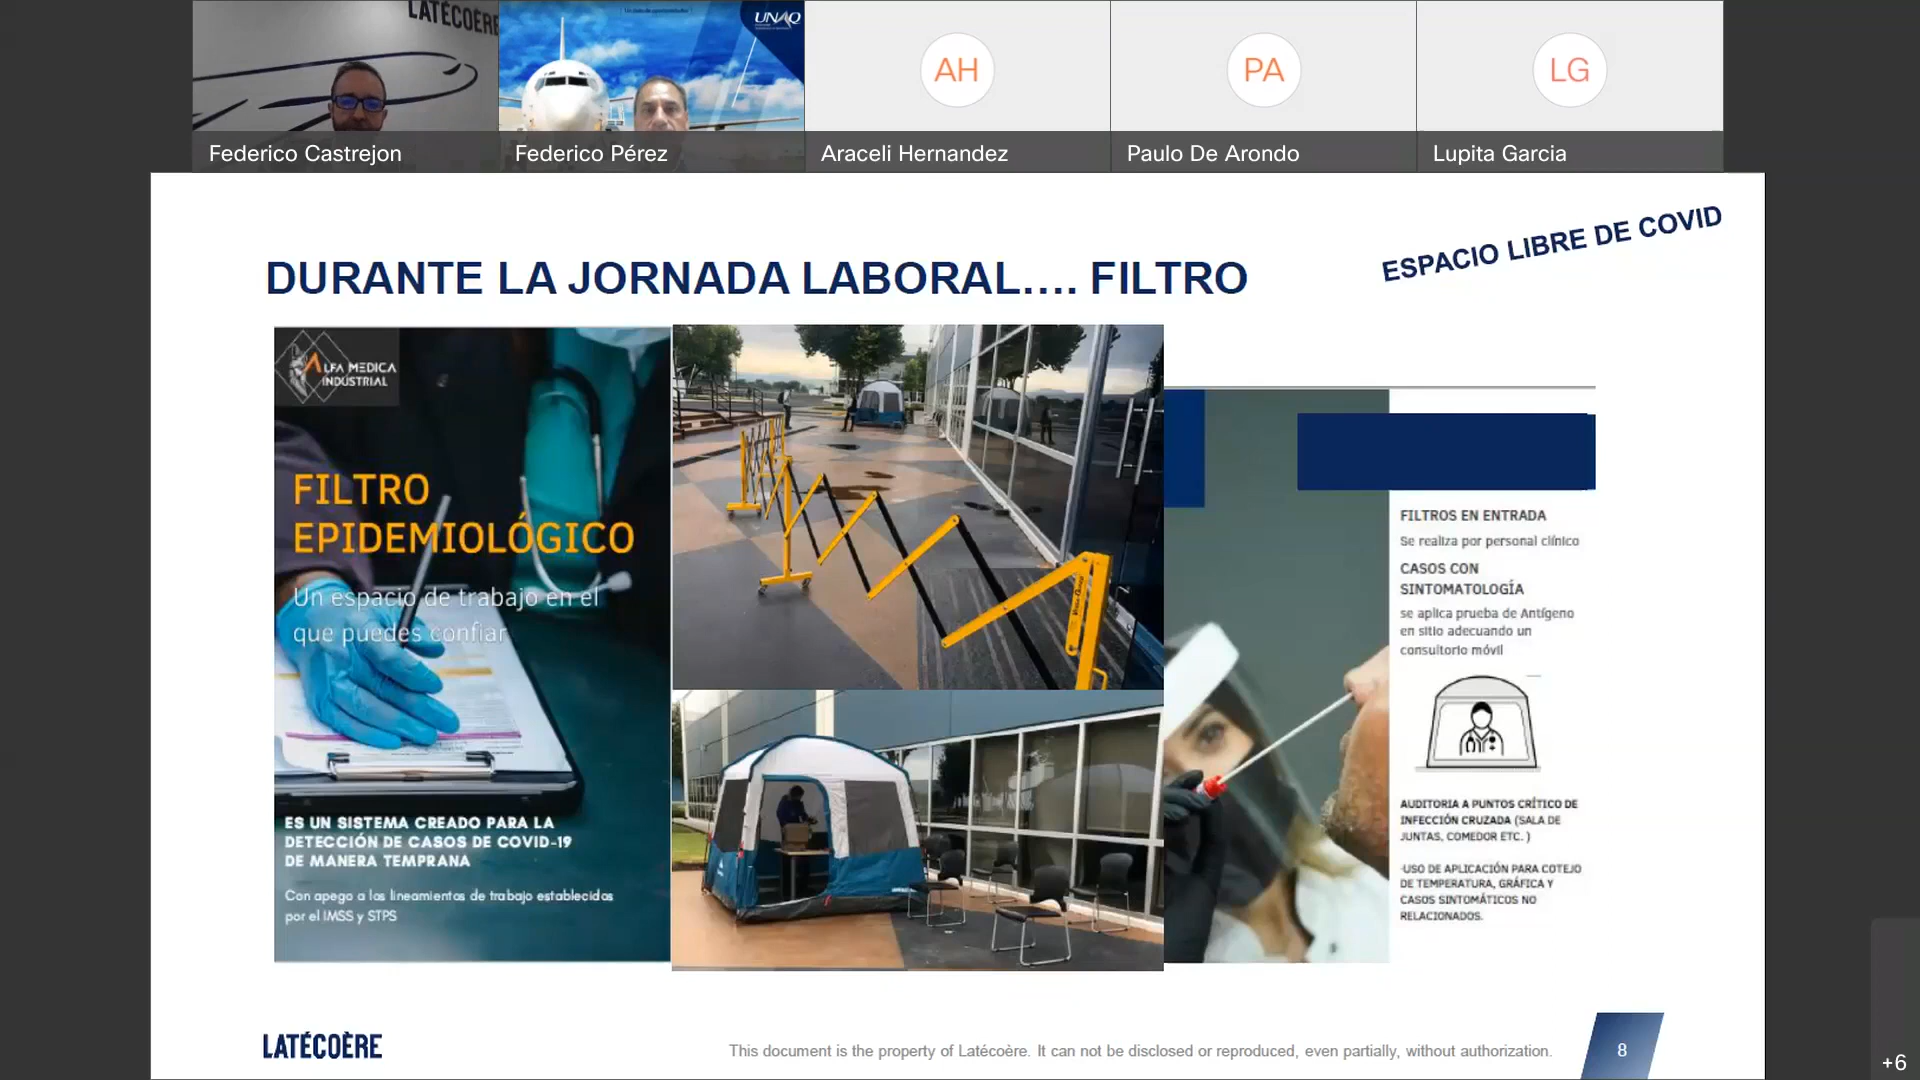 LATÉCOÈRE
UNAQ
AH
PA
LG
Federico Castrejon
Federico Pérez
Araceli Hernandez
Paulo De Arondo
Lupita Garcia
ESPACIO LIBRE DE COVID
DURANTE LA JORNADA LABORAL…. FILTRO
ALFA MEDICA
INDUSTRIAL
FILTRO
EPIDEMIOLÓGICO
Un espacio de trabajo en el
que puedes confiar
ES UN SISTEMA CREADO PARA LA
DETECCIÓN DE CASOS DE COVID-19
DE MANERA TEMPRANA
Con apego a los lineamientos de trabajo establecidos
por el IMSS y STPS
FILTROS EN ENTRADA
Se realiza por personal clínico
CASOS CON
SINTOMATOLOGÍA
se aplica prueba de Antígeno
en sitio adecuando un
consultorio móvil
AUDITORIA A PUNTOS CRÍTICO DE
INFECCIÓN CRUZADA (SALA DE
JUNTAS, COMEDOR ETC. )
·USO DE APLICACIÓN PARA COTEJO
DE TEMPERATURA, GRÁFICA Y
CASOS SINTOMÁTICOS NO
RELACIONADOS.
LATÉCOÈRE
This document is the property of Latécoère. It can not be disclosed or reproduced, even partially, without authorization.
8
+6